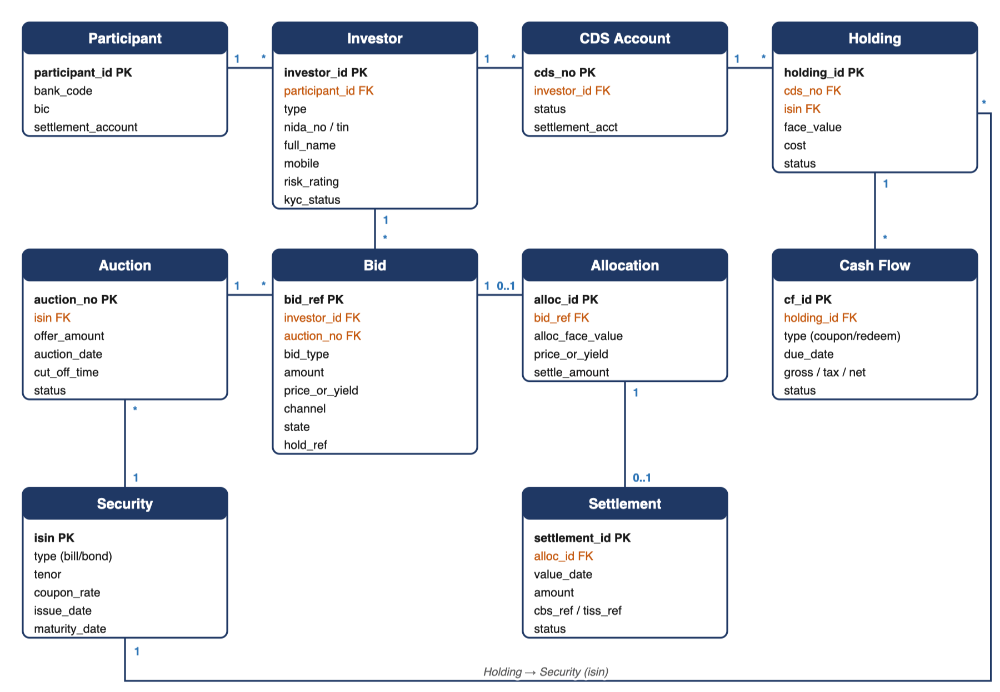 Participant
participant_id PK
bank_code
bic
settlement_account
1 *
Investor
investor_id PK
participant_id FK
type
nida_no / tin
full_name
mobile
risk_rating
kyc_status
1 *
CDS Account
cds_no PK
investor_id FK
status
settlement_acct
1 *
Holding
holding_id PK
cds_no FK
isin FK
face_value
cost
status
*
1
*
1
*
Auction
auction_no PK
isin FK
offer_amount
auction_date
cut_off_time
status
1 *
Bid
bid_ref PK
investor_id FK
auction_no FK
bid_type
amount
price_or_yield
channel
state
hold_ref
1 0..1
Allocation
alloc_id PK
bid_ref FK
alloc_face_value
price_or_yield
settle_amount
Cash Flow
cf_id PK
holding_id FK
type (coupon/redeem)
due_date
gross / tax / net
status
*
1
1
0..1
Security
isin PK
type (bill/bond)
tenor
coupon_rate
issue_date
maturity_date
Settlement
settlement_id PK
alloc_id FK
value_date
amount
cbs_ref / tiss_ref
status
1
Holding → Security (isin)